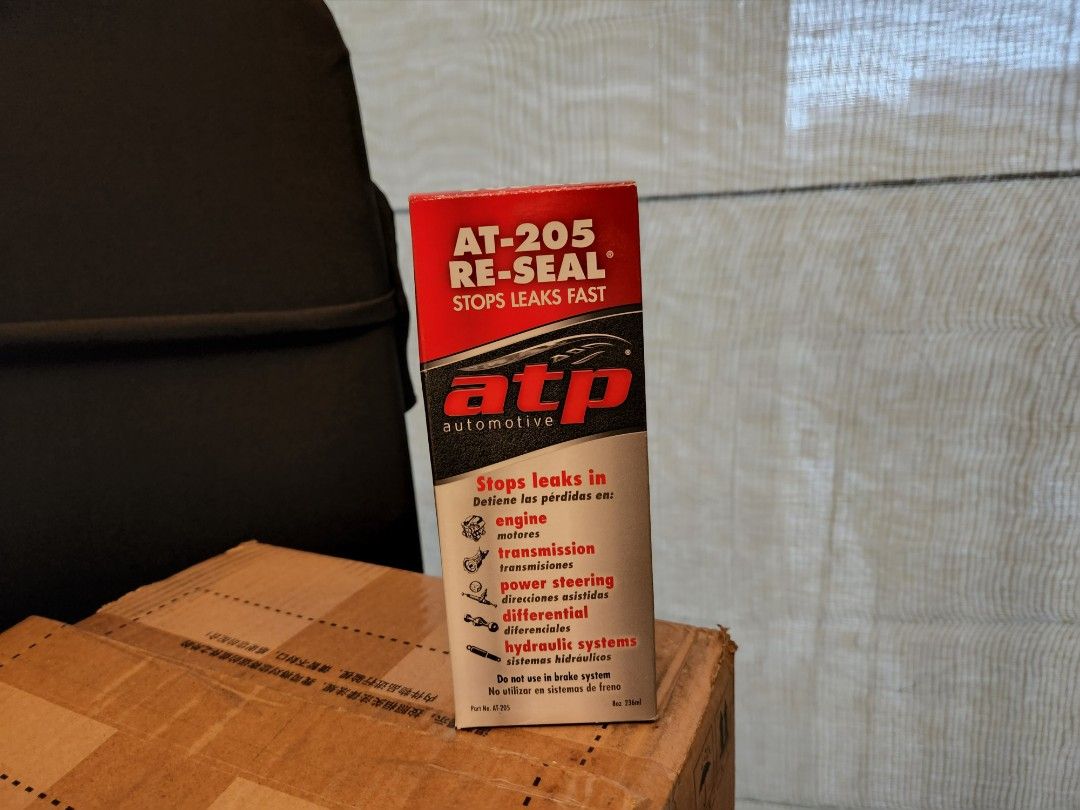 AT-205
RE-SEAL®
STOPS LEAKS FAST
atp®
automotive
Stops leaks in
Detiene las pérdidas en:
engine
motores
transmission
transmisiones
power steering
direcciones asistidas
differential
diferenciales
hydraulic systems
sistemas hidráulicos
Do not use in brake system
No utilizar en sistemas de freno
Part No. AT-205
8oz 236ml